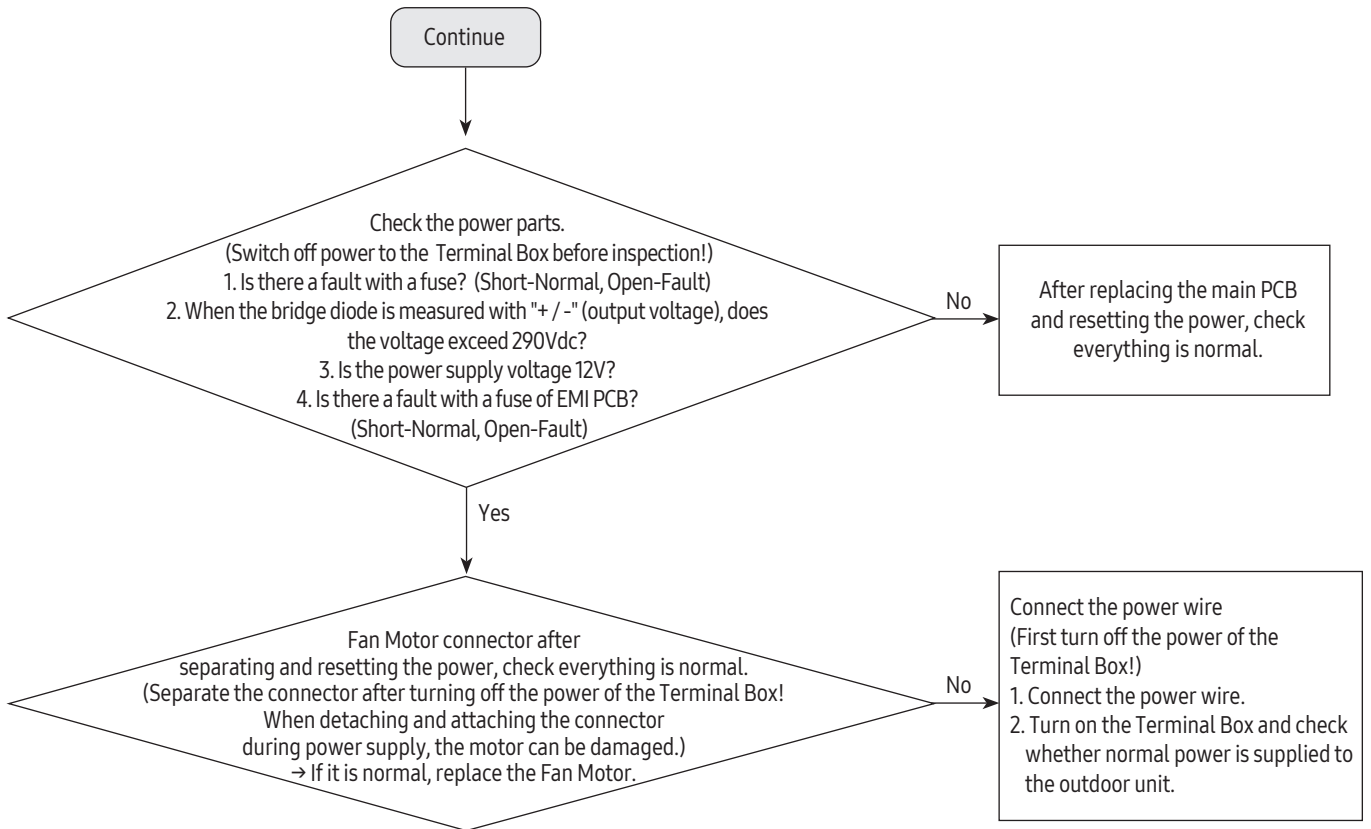 Continue
Check the power parts.
(Switch off power to the Terminal Box before inspection!)
1. Is there a fault with a fuse? (Short-Normal, Open-Fault)
2. When the bridge diode is measured with "+ / -" (output voltage), does
the voltage exceed 290Vdc?
3. Is the power supply voltage 12V?
4. Is there a fault with a fuse of EMI PCB?
(Short-Normal, Open-Fault)
No
After replacing the main PCB
and resetting the power, check
everything is normal.
Yes
Fan Motor connector after
separating and resetting the power, check everything is normal.
(Separate the connector after turning off the power of the Terminal Box!
When detaching and attaching the connector
during power supply, the motor can be damaged.)
→ If it is normal, replace the Fan Motor.
No
Connect the power wire
(First turn off the power of the
Terminal Box!)
1. Connect the power wire.
2. Turn on the Terminal Box and check
whether normal power is supplied to
the outdoor unit.